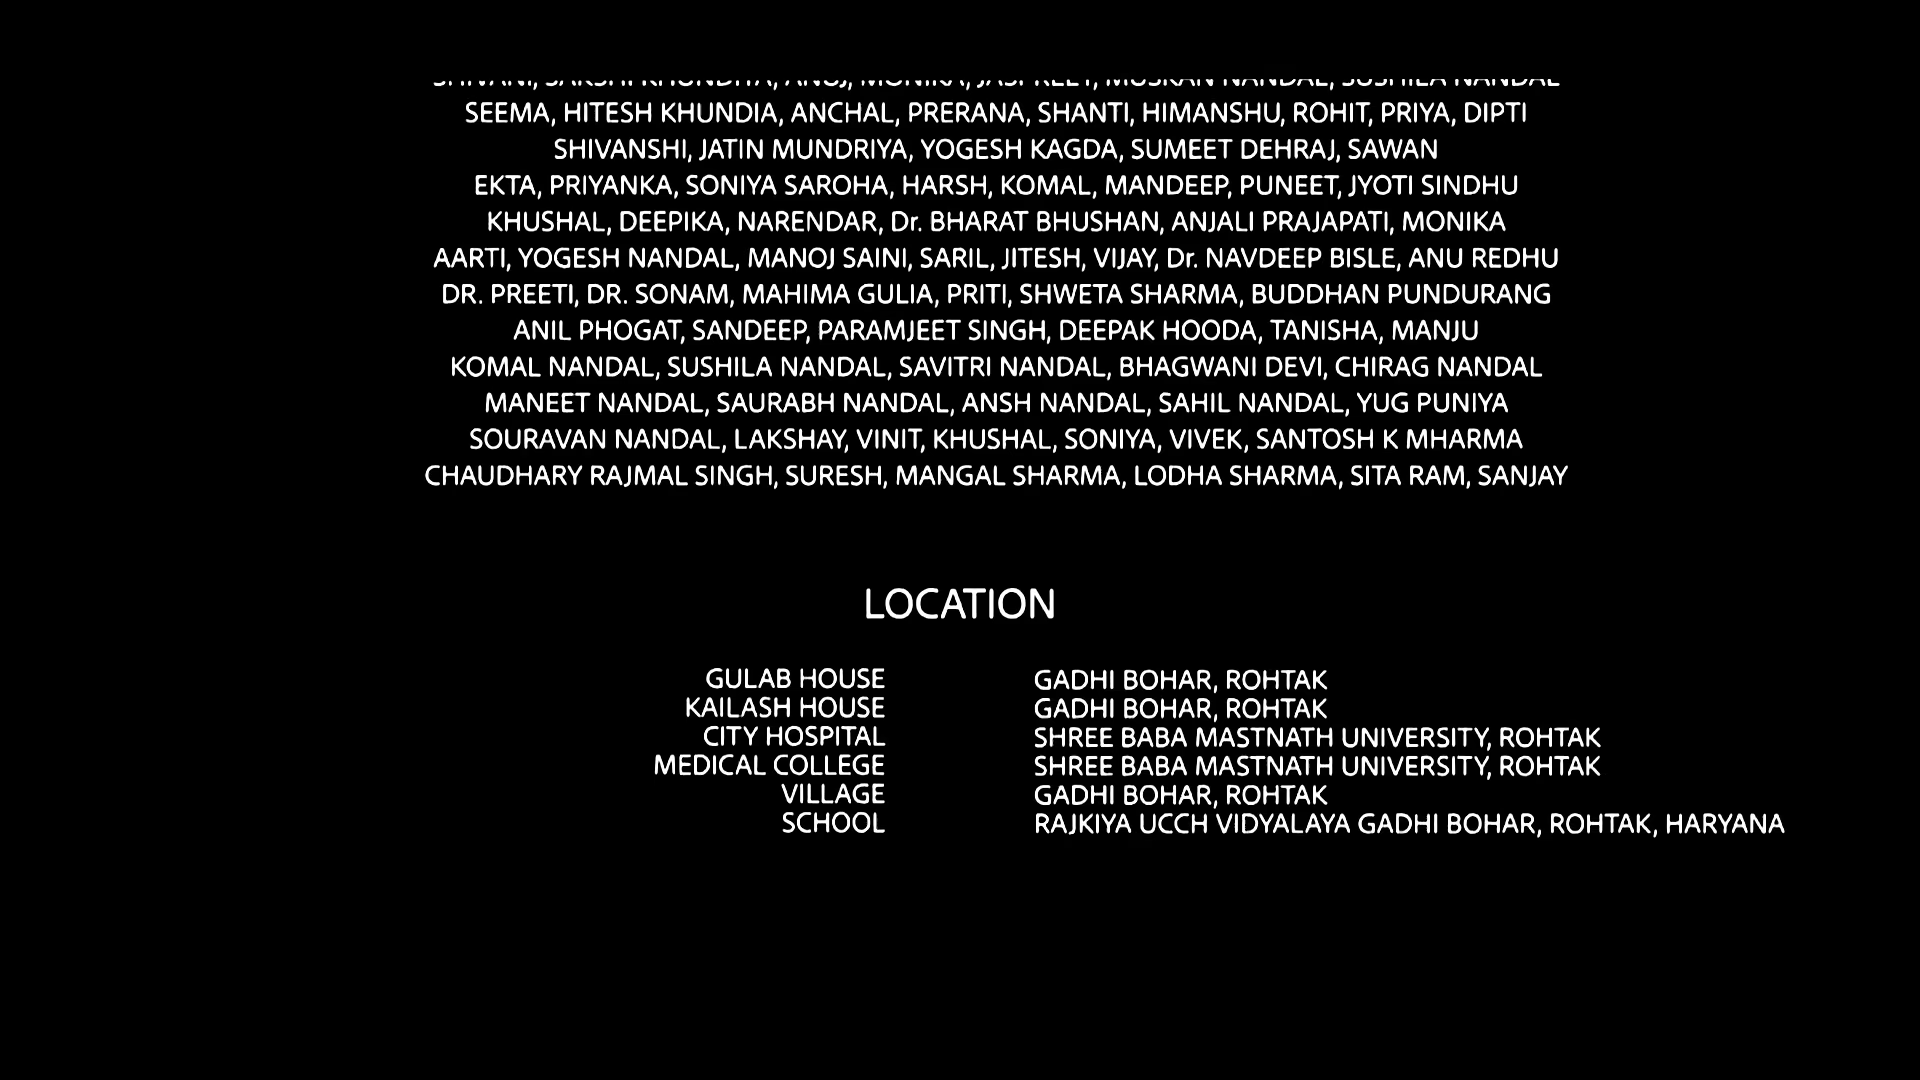 SEEMA, HITESH KHUNDIA, ANCHAL, PRERANA, SHANTI, HIMANSHU, ROHIT, PRIYA, DIPTI
SHIVANSHI, JATIN MUNDRIYA, YOGESH KAGDA, SUMEET DEHRAJ, SAWAN
EKTA, PRIYANKA, SONIYA SAROHA, HARSH, KOMAL, MANDEEP, PUNEET, JYOTI SINDHU
KHUSHAL, DEEPIKA, NARENDAR, Dr. BHARAT BHUSHAN, ANJALI PRAJAPATI, MONIKA
AARTI, YOGESH NANDAL, MANOJ SAINI, SARIL, JITESH, VIJAY, Dr. NAVDEEP BISLE, ANU REDHU
DR. PREETI, DR. SONAM, MAHIMA GULIA, PRITI, SHWETA SHARMA, BUDDHAN PUNDURANG
ANIL PHOGAT, SANDEEP, PARAMJEET SINGH, DEEPAK HOODA, TANISHA, MANJU
KOMAL NANDAL, SUSHILA NANDAL, SAVITRI NANDAL, BHAGWANI DEVI, CHIRAG NANDAL
MANEET NANDAL, SAURABH NANDAL, ANSH NANDAL, SAHIL NANDAL, YUG PUNIYA
SOURAVAN NANDAL, LAKSHAY, VINIT, KHUSHAL, SONIYA, VIVEK, SANTOSH K MHARMA
CHAUDHARY RAJMAL SINGH, SURESH, MANGAL SHARMA, LODHA SHARMA, SITA RAM, SANJAY
LOCATION
GULAB HOUSE GADHI BOHAR, ROHTAK
KAILASH HOUSE GADHI BOHAR, ROHTAK
CITY HOSPITAL SHREE BABA MASTNATH UNIVERSITY, ROHTAK
MEDICAL COLLEGE SHREE BABA MASTNATH UNIVERSITY, ROHTAK
VILLAGE GADHI BOHAR, ROHTAK
SCHOOL RAJKIYA UCCH VIDYALAYA GADHI BOHAR, ROHTAK, HARYANA